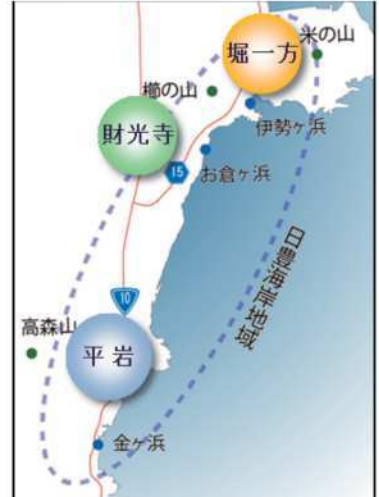 堀一方
米の山
櫛の山
伊勢ヶ浜
財光寺
15
お倉ヶ浜
日豊海岸地域
10
高森山
平岩
金ヶ浜